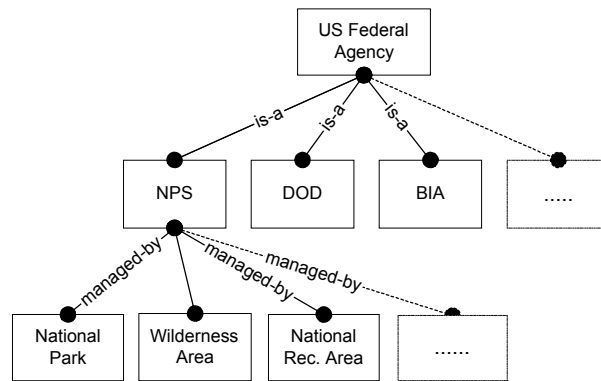 US Federal
Agency
is-a
is-a
is-a
NPS
DOD
BIA
.....
managed-by
managed-by
managed-by
National
Park
Wilderness
Area
National
Rec. Area
......